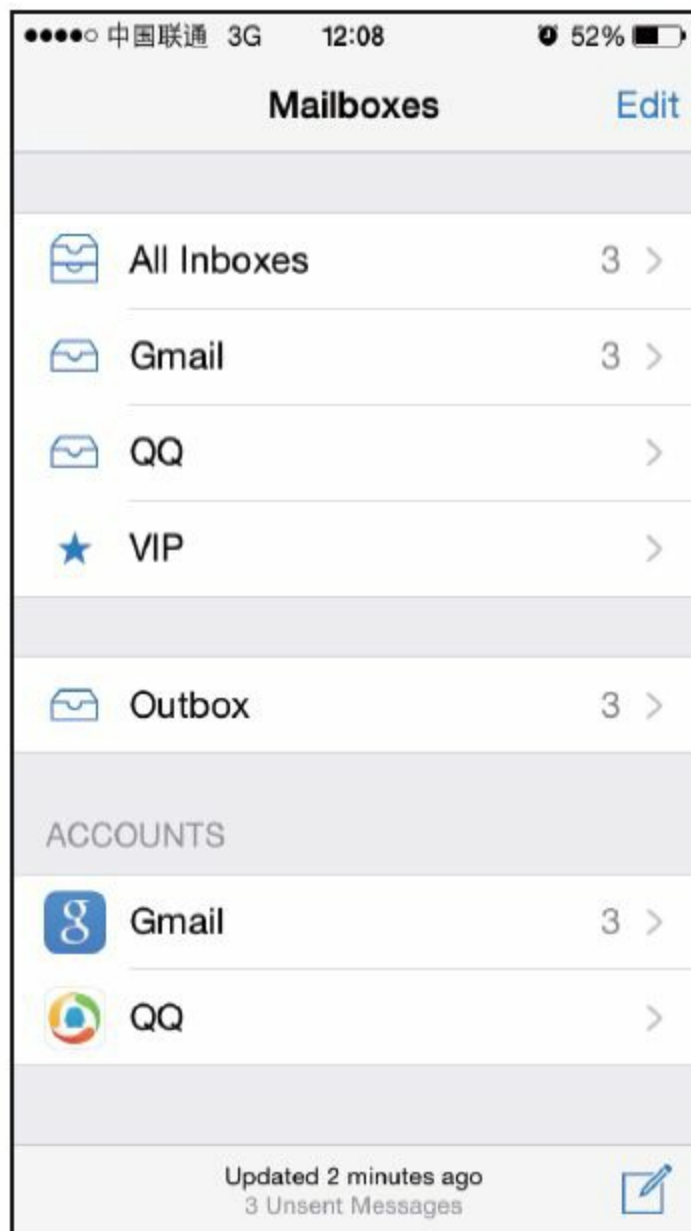 中国联通 3G 12:08 52%
Mailboxes Edit
All Inboxes 3
Gmail 3
QQ
VIP
Outbox 3
ACCOUNTS
g Gmail 3
QQ
Updated 2 minutes ago
3 Unsent Messages